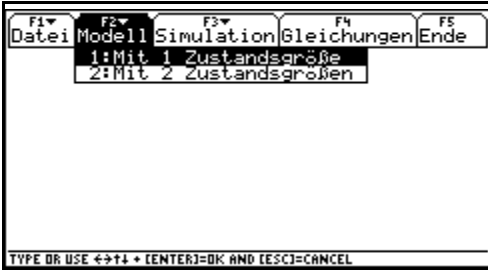 F1▼ F2▼ F3▼ F4 F5
Datei Modell Simulation Gleichungen Ende
1:Mit 1 Zustandsgröße
2:Mit 2 Zustandsgrößen
TYPE OR USE ←→↑↓ + [ENTER]=OK AND [ESC]=CANCEL